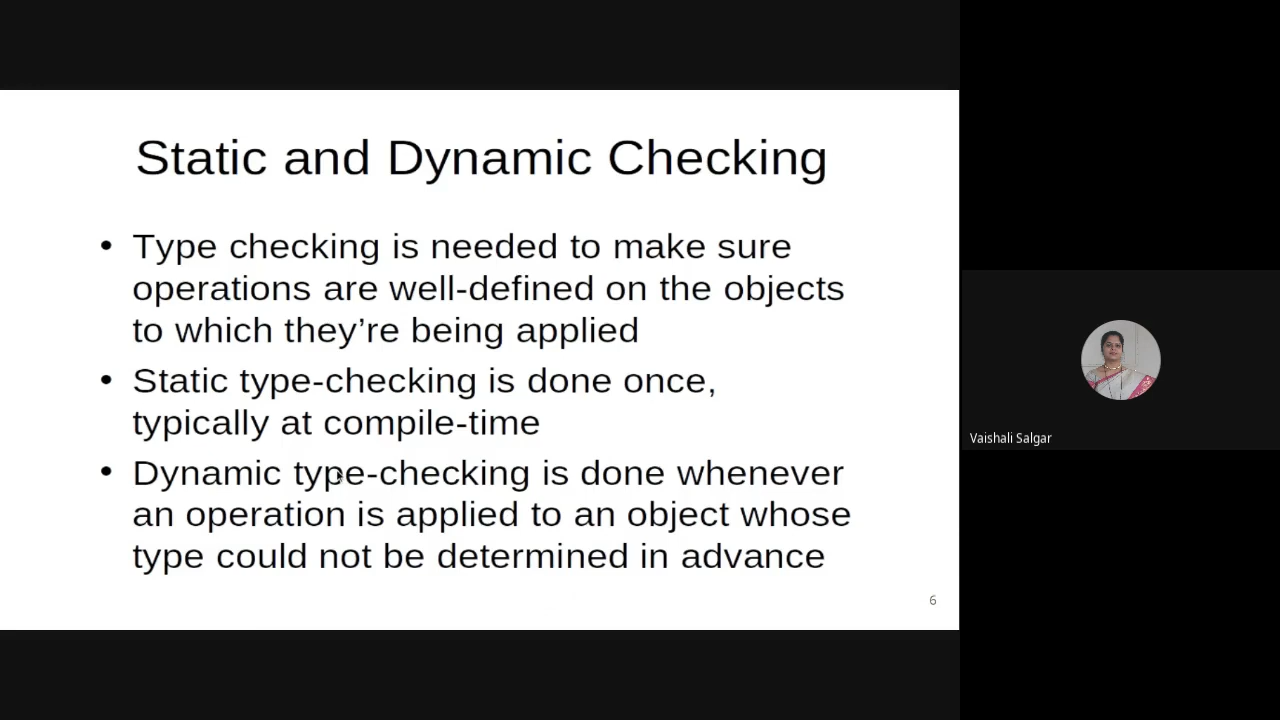 Static and Dynamic Checking
• Type checking is needed to make sure
operations are well-defined on the objects
to which they’re being applied
• Static type-checking is done once,
typically at compile-time
• Dynamic type-checking is done whenever
an operation is applied to an object whose
type could not be determined in advance
6
Vaishali Salgar